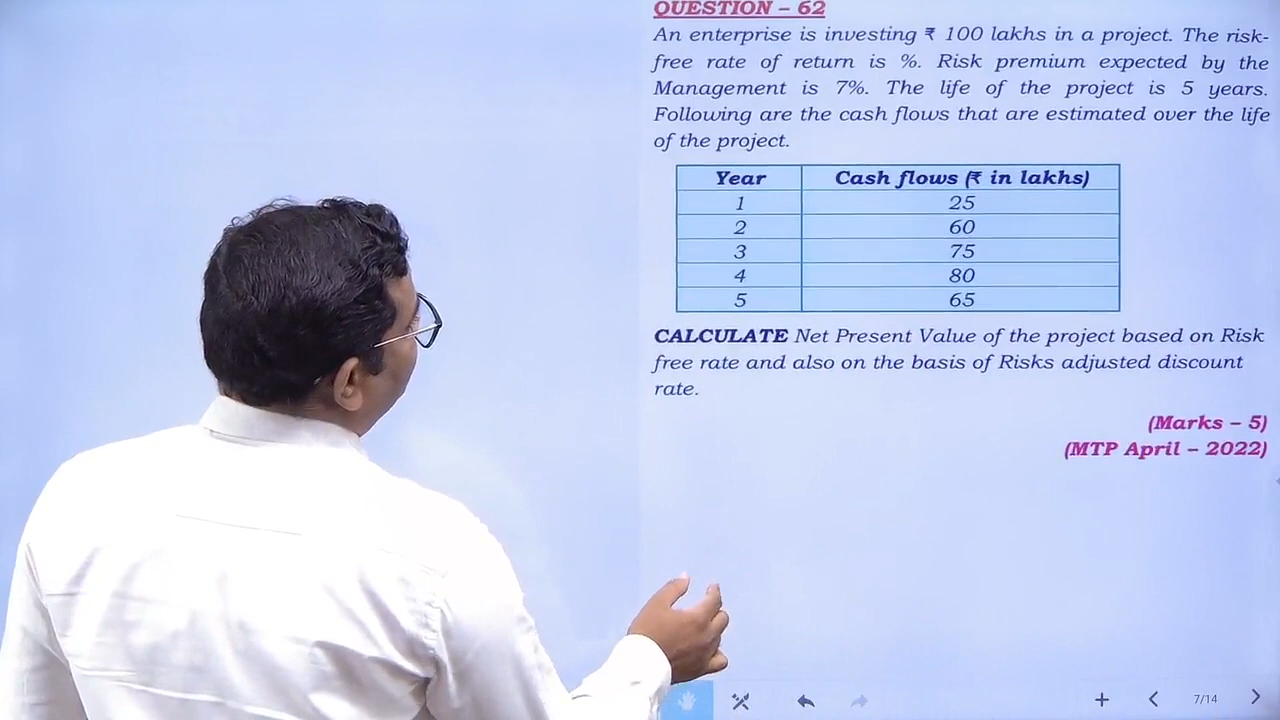 QUESTION – 62
An enterprise is investing ₹ 100 lakhs in a project. The risk-
free rate of return is %. Risk premium expected by the
Management is 7%. The life of the project is 5 years.
Following are the cash flows that are estimated over the life
of the project.
Year Cash flows (₹ in lakhs)
1 25
2 60
3 75
4 80
5 65
CALCULATE Net Present Value of the project based on Risk
free rate and also on the basis of Risks adjusted discount
rate.
(Marks – 5)
(MTP April – 2022)
7/14